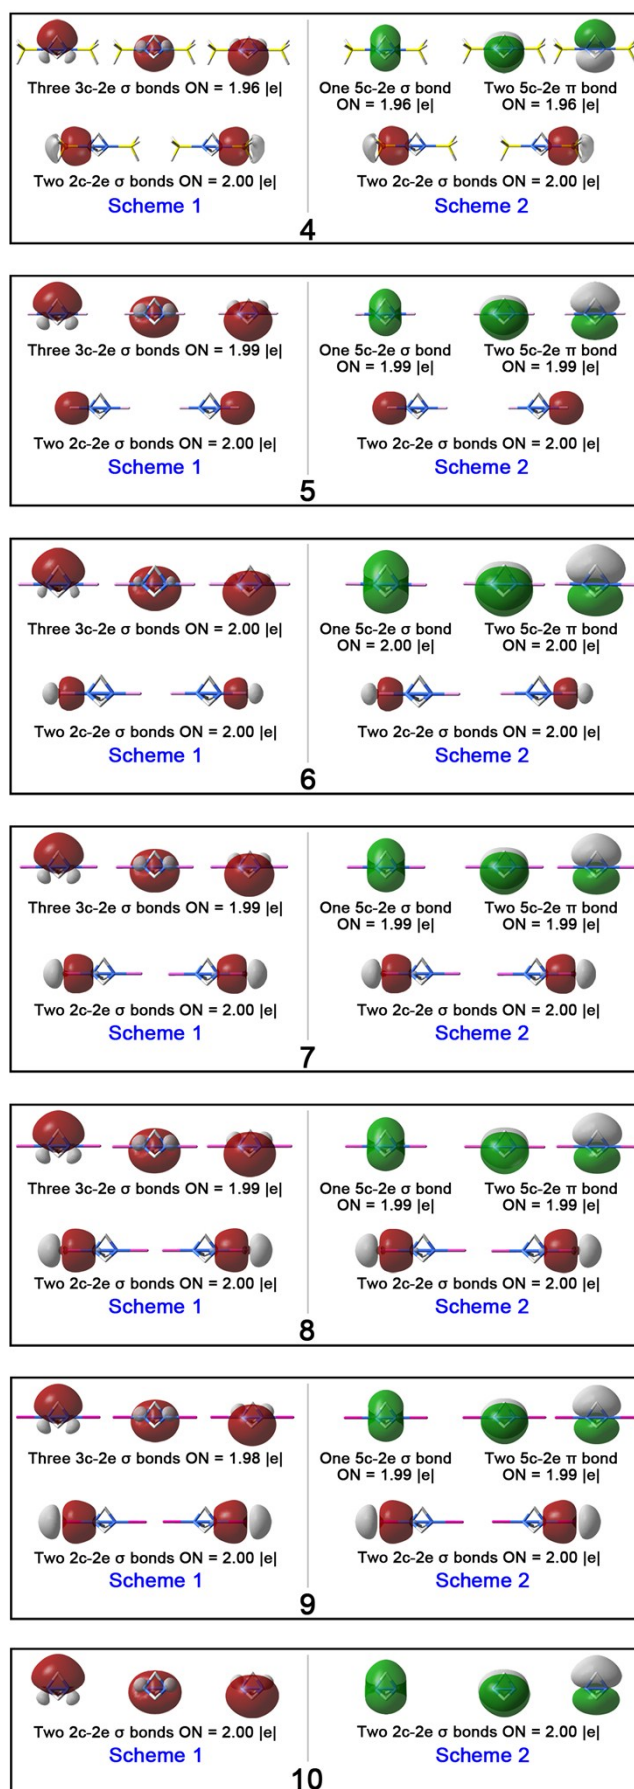 Three 3c-2e σ bonds ON = 1.96 |e|
One 5c-2e σ bond
ON = 1.96 |e|
Two 5c-2e π bond
ON = 1.96 |e|
Two 2c-2e σ bonds ON = 2.00 |e|
Two 2c-2e σ bonds ON = 2.00 |e|
Scheme 1
Scheme 2
4
Three 3c-2e σ bonds ON = 1.99 |e|
One 5c-2e σ bond
ON = 1.99 |e|
Two 5c-2e π bond
ON = 1.99 |e|
Two 2c-2e σ bonds ON = 2.00 |e|
Two 2c-2e σ bonds ON = 2.00 |e|
Scheme 1
Scheme 2
5
Three 3c-2e σ bonds ON = 2.00 |e|
One 5c-2e σ bond
ON = 2.00 |e|
Two 5c-2e π bond
ON = 2.00 |e|
Two 2c-2e σ bonds ON = 2.00 |e|
Two 2c-2e σ bonds ON = 2.00 |e|
Scheme 1
Scheme 2
6
Three 3c-2e σ bonds ON = 1.99 |e|
One 5c-2e σ bond
ON = 1.99 |e|
Two 5c-2e π bond
ON = 1.99 |e|
Two 2c-2e σ bonds ON = 2.00 |e|
Two 2c-2e σ bonds ON = 2.00 |e|
Scheme 1
Scheme 2
7
Three 3c-2e σ bonds ON = 1.99 |e|
One 5c-2e σ bond
ON = 1.99 |e|
Two 5c-2e π bond
ON = 1.99 |e|
Two 2c-2e σ bonds ON = 2.00 |e|
Two 2c-2e σ bonds ON = 2.00 |e|
Scheme 1
Scheme 2
8
Three 3c-2e σ bonds ON = 1.98 |e|
One 5c-2e σ bond
ON = 1.99 |e|
Two 5c-2e π bond
ON = 1.99 |e|
Two 2c-2e σ bonds ON = 2.00 |e|
Two 2c-2e σ bonds ON = 2.00 |e|
Scheme 1
Scheme 2
9
Two 2c-2e σ bonds ON = 2.00 |e|
Two 2c-2e σ bonds ON = 2.00 |e|
Scheme 1
Scheme 2
10